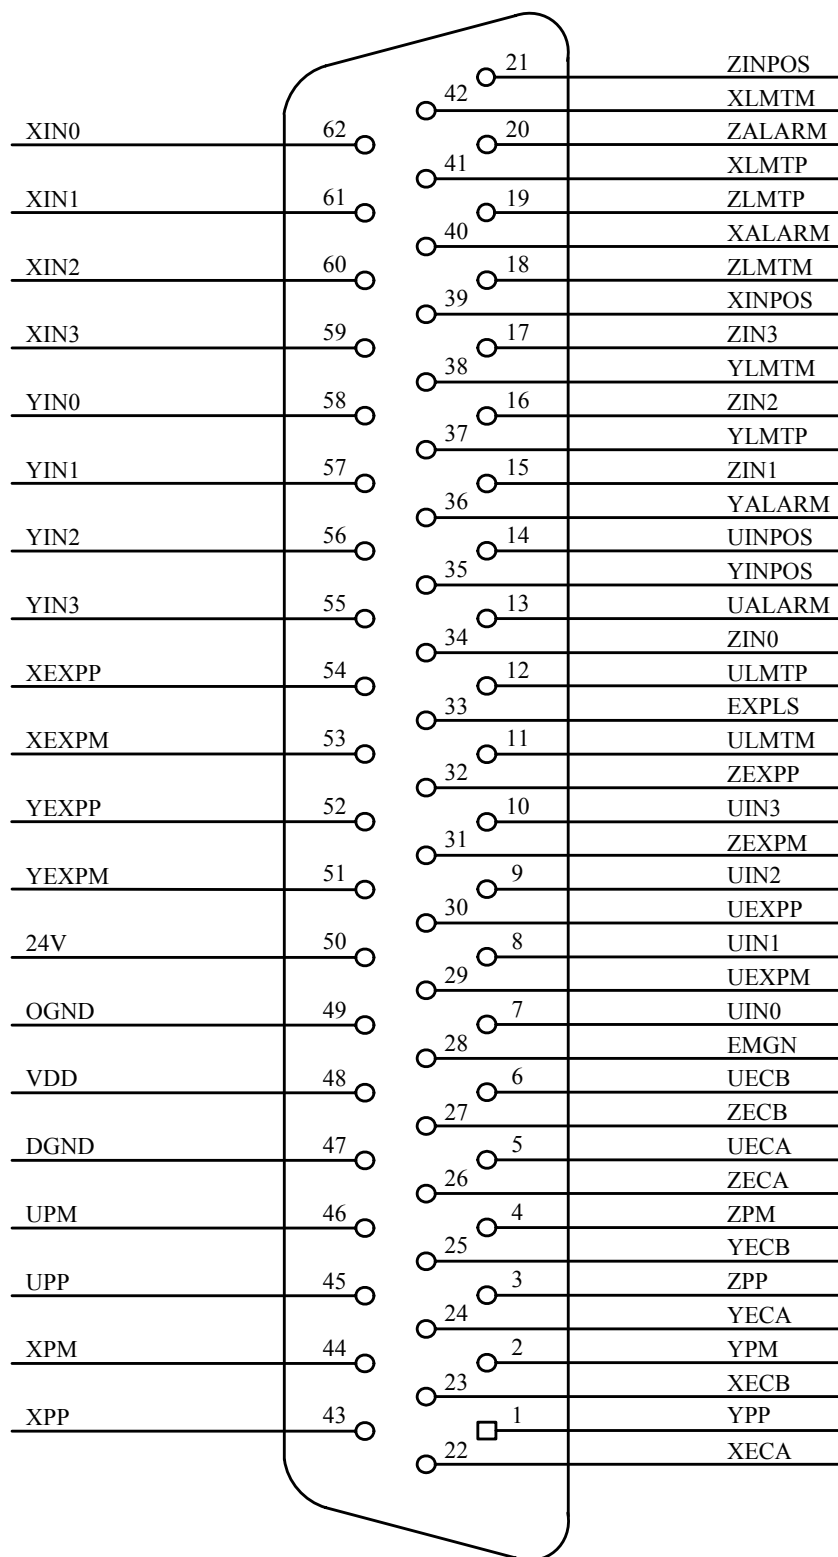 21 ZINPOS
42 XLMTM
XIN0 62 20 ZALARM
41 XLMTP
XIN1 61 19 ZLMTP
40 XALARM
XIN2 60 18 ZLMTM
39 XINPOS
XIN3 59 17 ZIN3
38 YLMTM
YIN0 58 16 ZIN2
37 YLMTP
YIN1 57 15 ZIN1
36 YALARM
YIN2 56 14 UINPOS
35 YINPOS
YIN3 55 13 UALARM
34 ZIN0
XEXPP 54 12 ULMTP
33 EXPLS
XEXPM 53 11 ULMTM
32 ZEXPP
YEXPP 52 10 UIN3
31 ZEXPM
YEXPM 51 9 UIN2
30 UEXPP
24V 50 8 UIN1
29 UEXPM
OGND 49 7 UIN0
28 EMGN
VDD 48 6 UECB
27 ZECB
DGND 47 5 UECA
26 ZECA
UPM 46 4 ZPM
25 YECB
UPP 45 3 ZPP
24 YECA
XPM 44 2 YPM
23 XECB
XPP 43 1 YPP
22 XECA